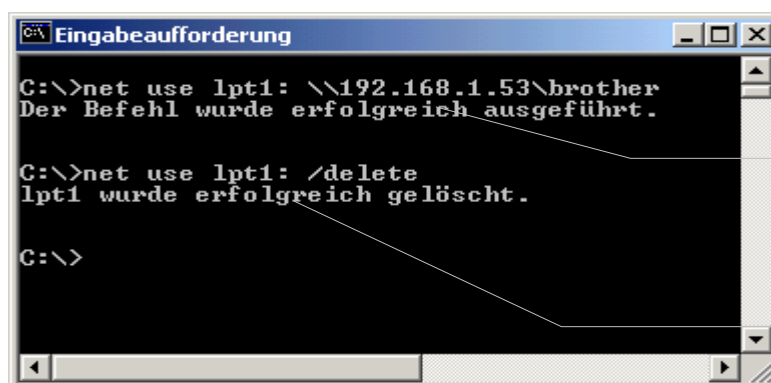 Eingabeaufforderung
C:\>net use lpt1: \\192.168.1.53\brother
Der Befehl wurde erfolgreich ausgeführt.
C:\>net use lpt1: /delete
lpt1 wurde erfolgreich gelöscht.
C:\>